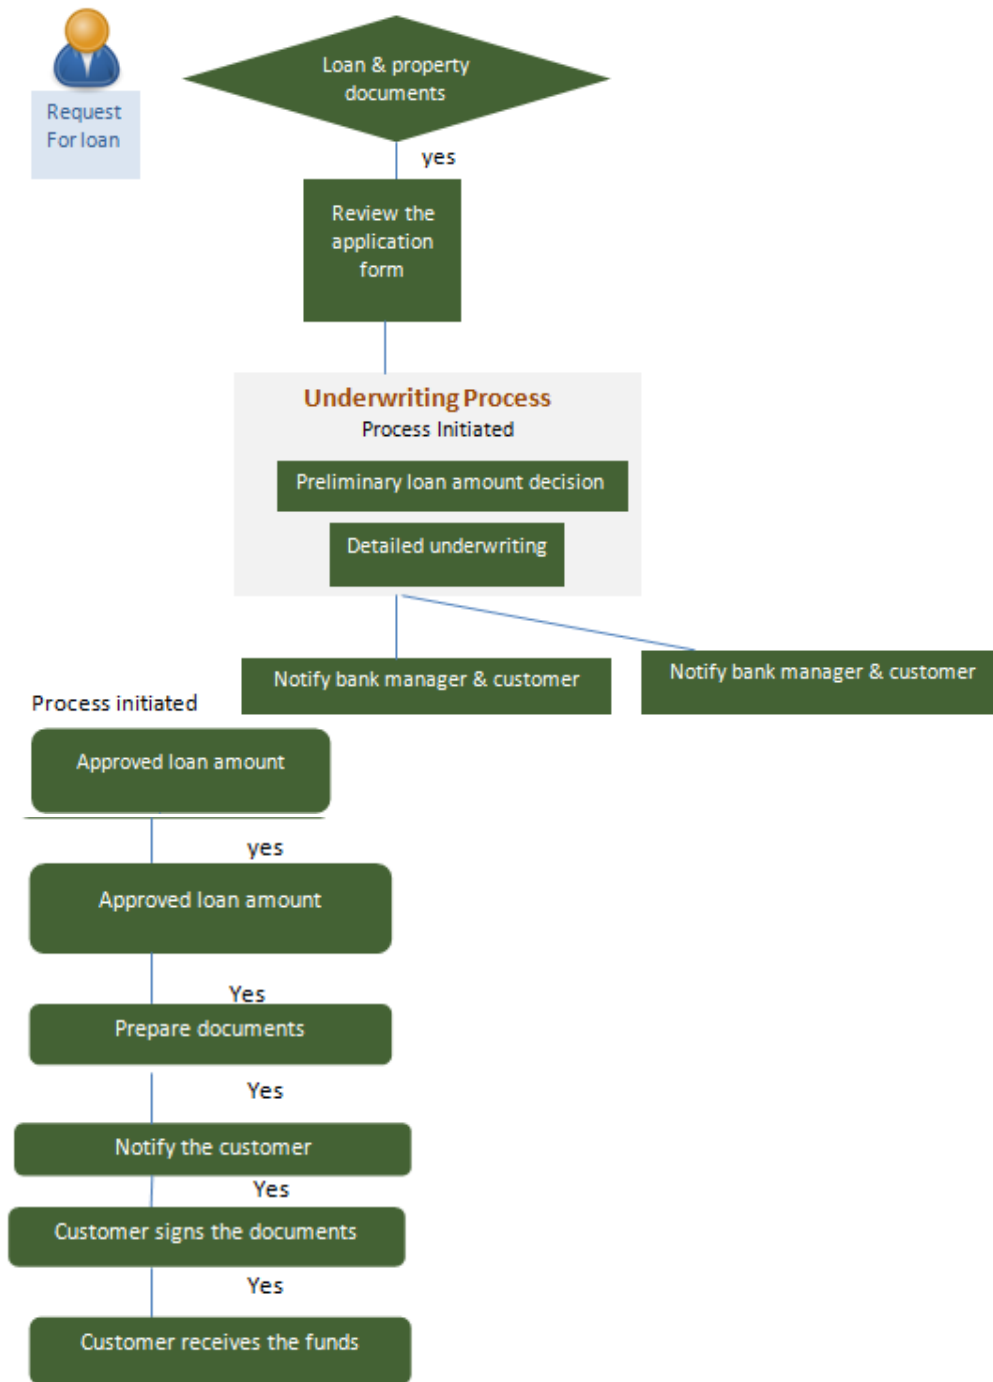 Request
For loan
Loan & property
documents
yes
Review the
application
form
Underwriting Process
Process Initiated
Preliminary loan amount decision
Detailed underwriting
Notify bank manager & customer
Notify bank manager & customer
Process initiated
Approved loan amount
yes
Approved loan amount
Yes
Prepare documents
Yes
Notify the customer
Yes
Customer signs the documents
Yes
Customer receives the funds